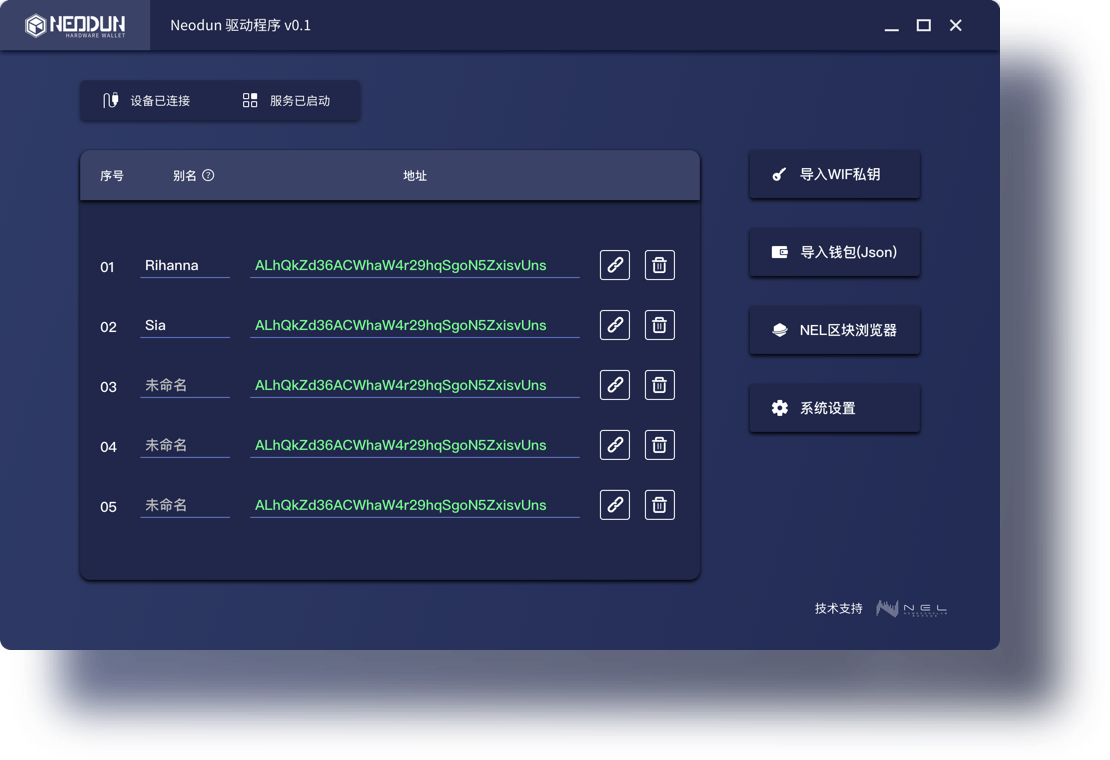 NEODUN
HARDWARE WALLET
Neodun 驱动程序 v0.1
设备已连接 服务已启动
序号 别名 ? 地址
01 Rihanna ALhQkZd36ACWhaW4r29hqSgoN5ZxisvUns
02 Sia ALhQkZd36ACWhaW4r29hqSgoN5ZxisvUns
03 未命名 ALhQkZd36ACWhaW4r29hqSgoN5ZxisvUns
04 未命名 ALhQkZd36ACWhaW4r29hqSgoN5ZxisvUns
05 未命名 ALhQkZd36ACWhaW4r29hqSgoN5ZxisvUns
导入WIF私钥
导入钱包(Json)
NEL区块浏览器
系统设置
技术支持 NEL